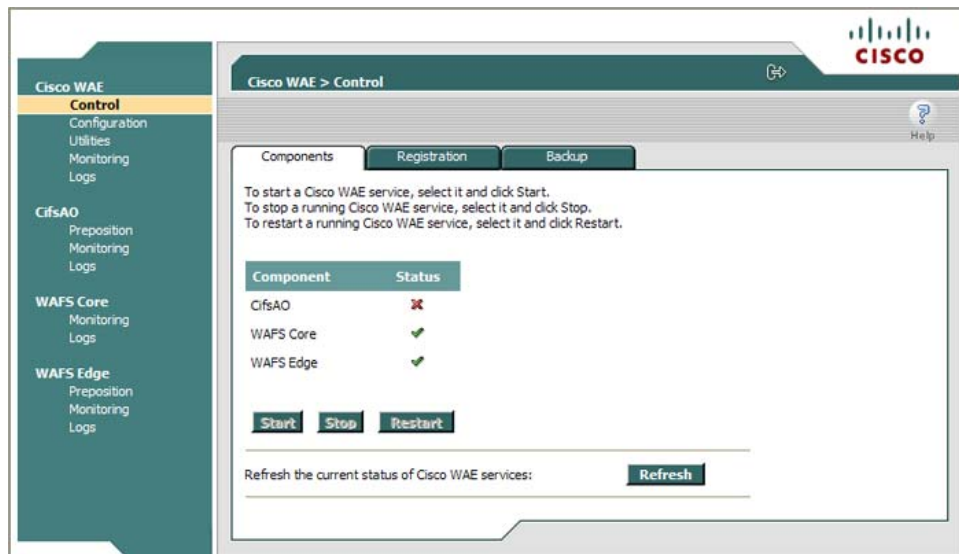 CISCO
Cisco WAE
Control
Configuration
Utilities
Monitoring
Logs
CifsAO
Preposition
Monitoring
Logs
WAFS Core
Monitoring
Logs
WAFS Edge
Preposition
Monitoring
Logs
Cisco WAE > Control
Help
Components Registration Backup
To start a Cisco WAE service, select it and click Start.
To stop a running Cisco WAE service, select it and click Stop.
To restart a running Cisco WAE service, select it and click Restart.
Component Status
CifsAO
WAFS Core
WAFS Edge
Start Stop Restart
Refresh the current status of Cisco WAE services: Refresh